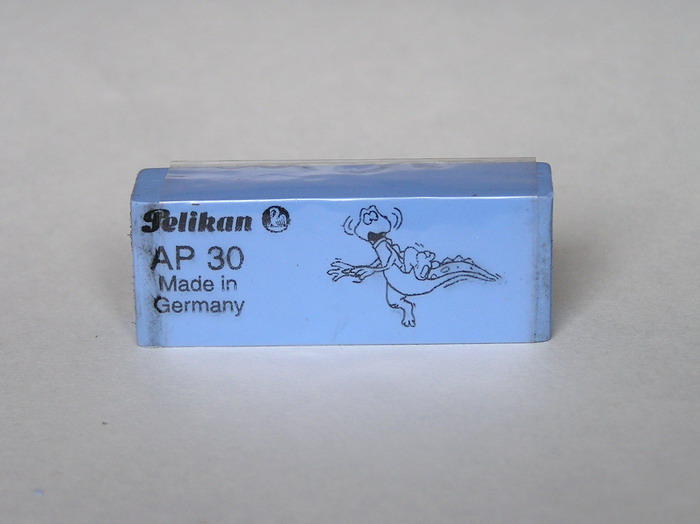 Pelikan
AP 30
Made in
Germany